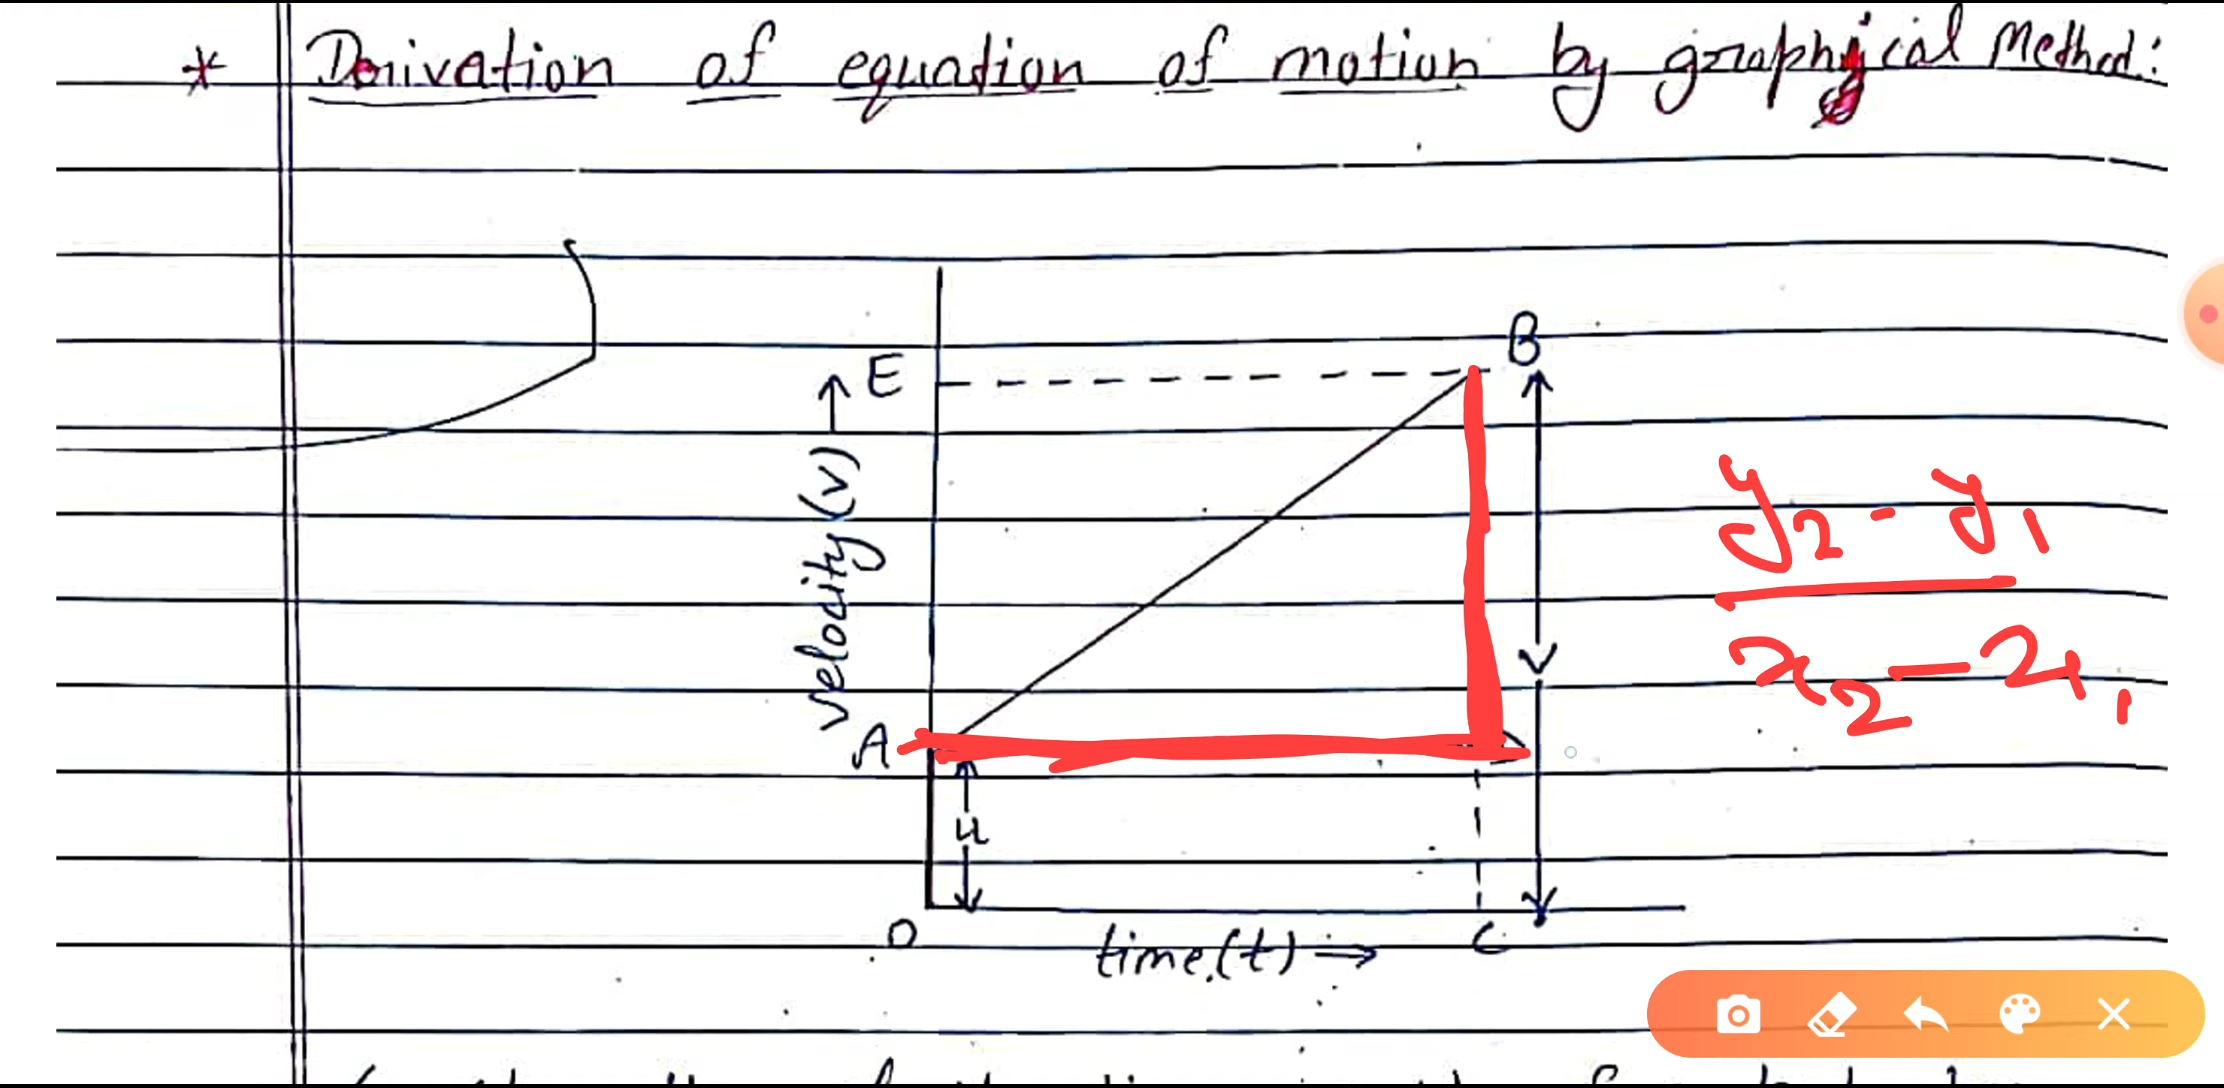 * Derivation of equation of motion by graphical Method:
E
B
velocity (v)
y2 - y1
x2 - x1
A
u
O
time (t)
C